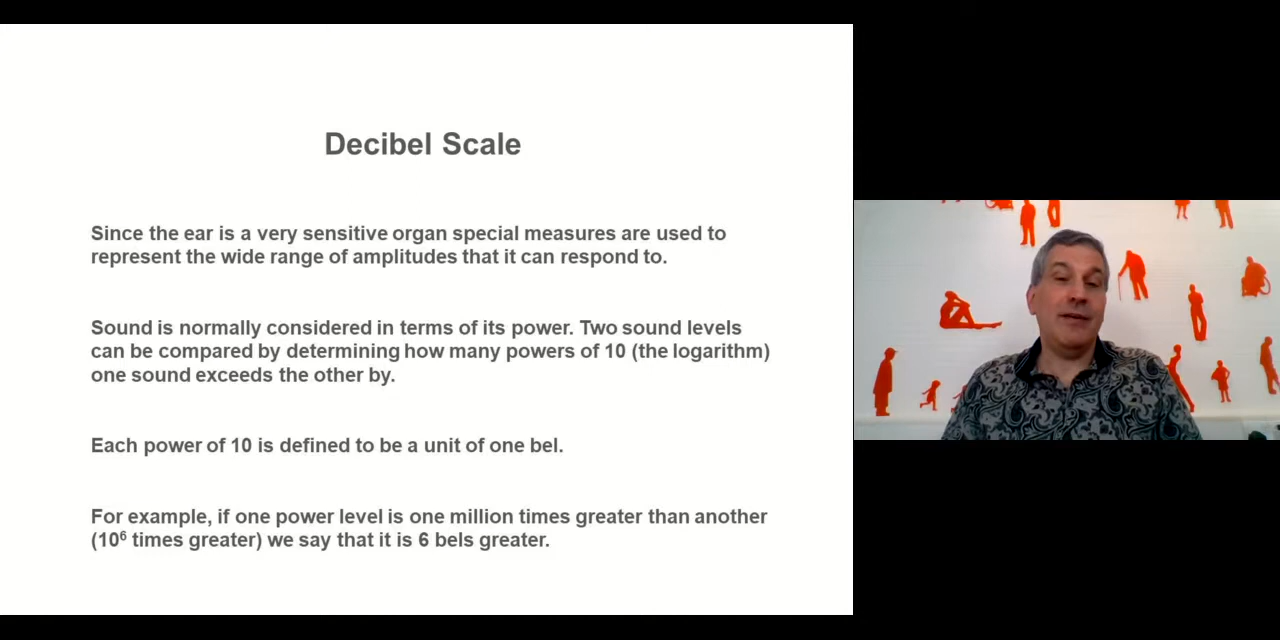 Decibel Scale
Since the ear is a very sensitive organ special measures are used to
represent the wide range of amplitudes that it can respond to.
Sound is normally considered in terms of its power. Two sound levels
can be compared by determining how many powers of 10 (the logarithm)
one sound exceeds the other by.
Each power of 10 is defined to be a unit of one bel.
For example, if one power level is one million times greater than another
(10⁶ times greater) we say that it is 6 bels greater.